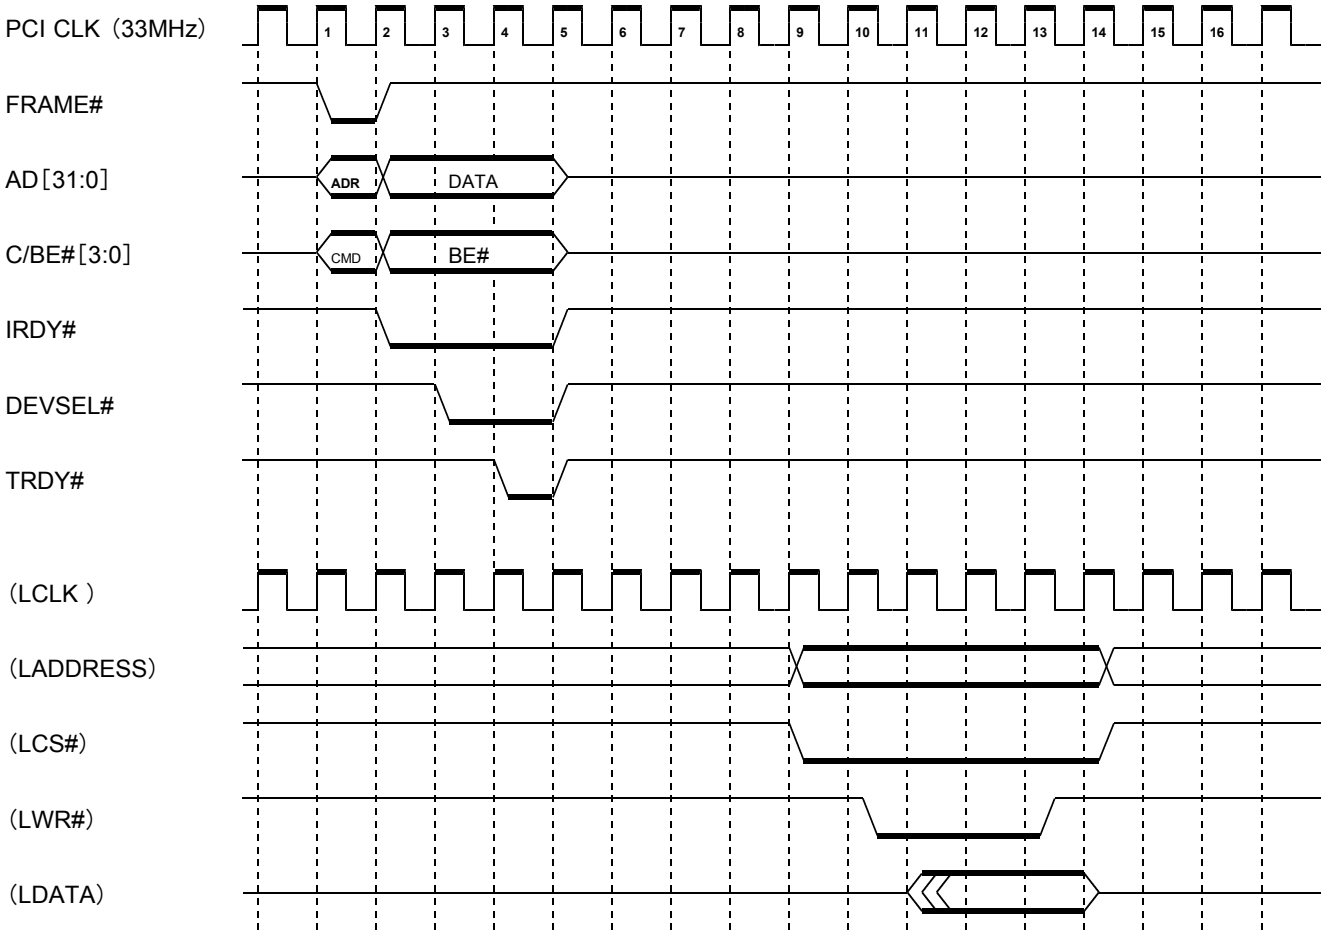 PCI CLK（33MHz）
1 2 3 4 5 6 7 8 9 10 11 12 13 14 15 16
FRAME#
AD［31:0］ ADR DATA
C/BE#［3:0］ CMD BE#
IRDY#
DEVSEL#
TRDY#
（LCLK ）
（LADDRESS）
（LCS#）
（LWR#）
（LDATA）